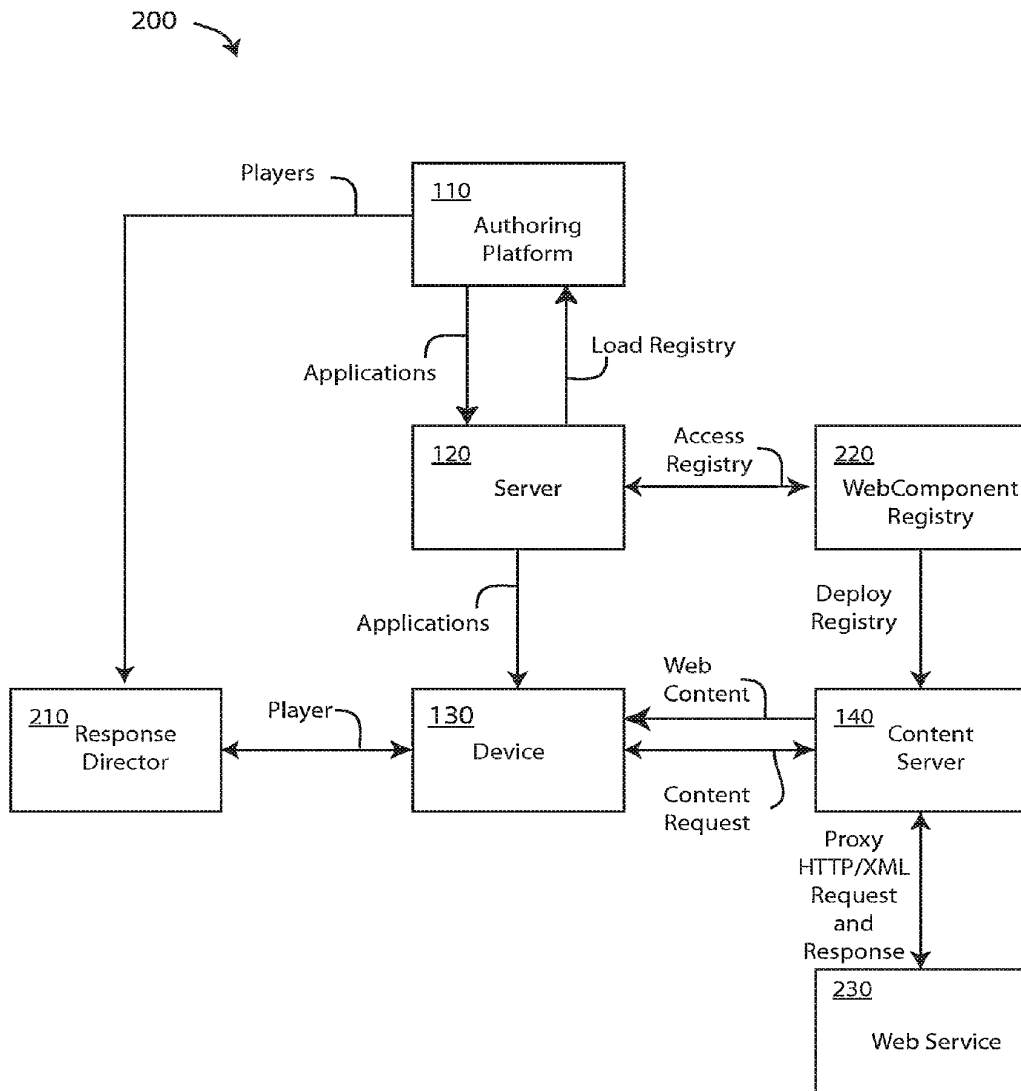 200
Players
110
Authoring
Platform
Applications
Load Registry
120
Server
Access
Registry
220
WebComponent
Registry
Applications
Deploy
Registry
210
Response
Director
Player
130
Device
Web
Content
Content
Request
140
Content
Server
Proxy
HTTP/XML
Request
and
Response
230
Web Service